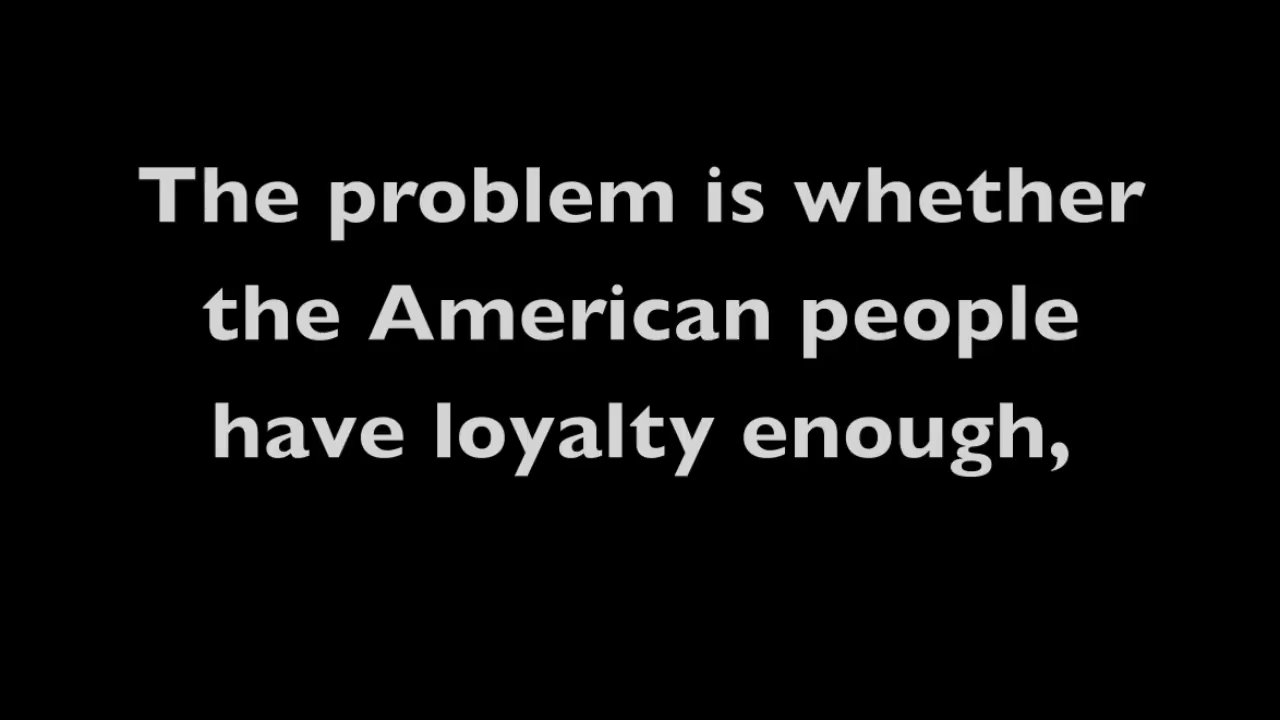 The problem is whether
the American people
have loyalty enough,